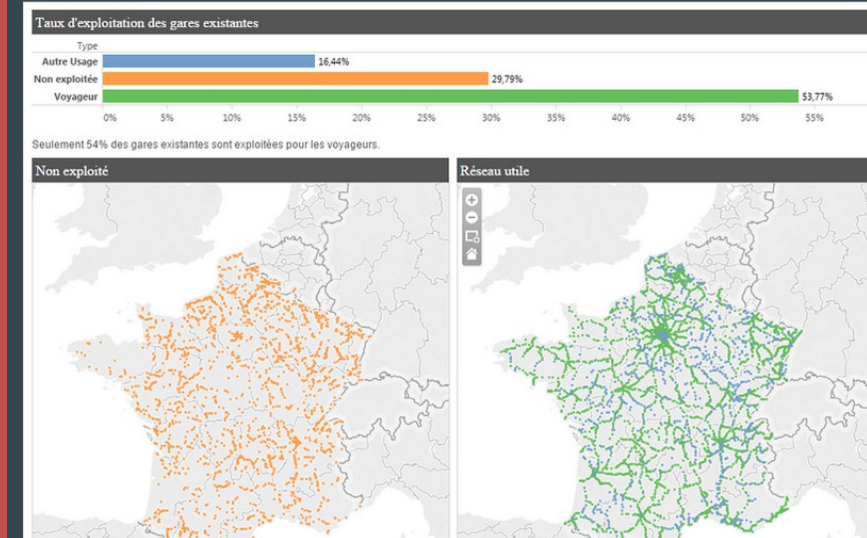 Taux d'exploitation des gares existantes
Type
Autre Usage 16,44%
Non exploitée 29,79%
Voyageur 53,77%
0% 5% 10% 15% 20% 25% 30% 35% 40% 45% 50% 55%
Seulement 54% des gares existantes sont exploitées pour les voyageurs.
Non exploité Réseau utile